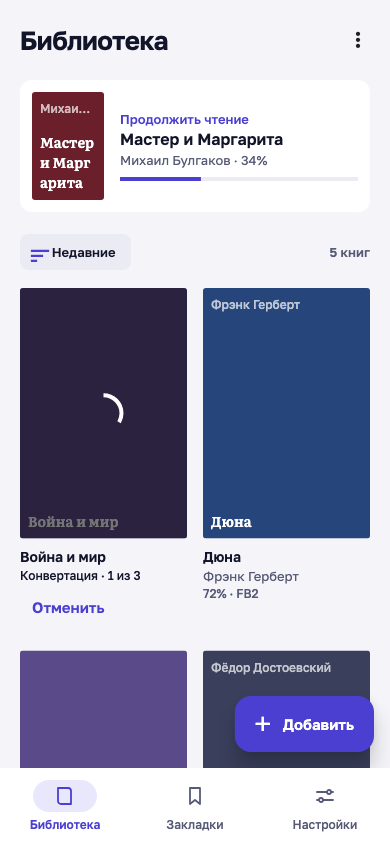 Библиотека
Михаи...
Мастер
и Марг
арита
Продолжить чтение
Мастер и Маргарита
Михаил Булгаков · 34%
Недавние
5 книг
Война и мир
Фрэнк Герберт
Дюна
Война и мир
Конвертация · 1 из 3
Отменить
Дюна
Фрэнк Герберт
72% · FB2
Фёдор Достоевский
+ Добавить
Библиотека
Закладки
Настройки